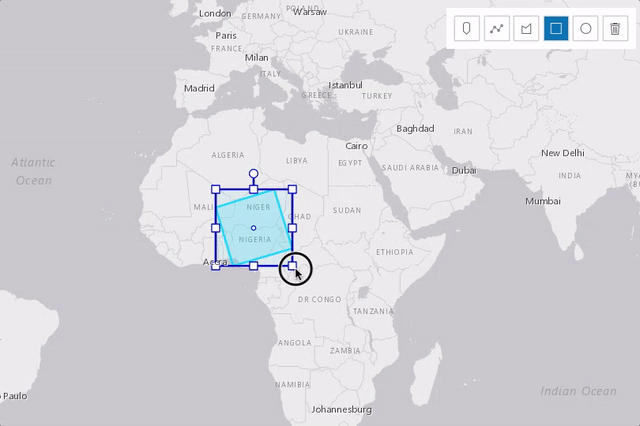 London
GERMANY
POLAND
Warsaw
Paris
UKRAINE
FRANCE
Milan
ITALY
Madrid
Istanbul
GREECE
TURKEY
Baghdad
IRAN
Cairo
New Delhi
ALGERIA
LIBYA
EGYPT
SAUDI ARABIA
Dubai
INDIA
Atlantic
Ocean
Mumbai
MALI
NIGER
CHAD
SUDAN
NIGERIA
ETHIOPIA
Accra
DR CONGO
TANZANIA
ANGOLA
ZAMBIA
NAMIBIA
Indian Ocean
Paulo
Johannesburg